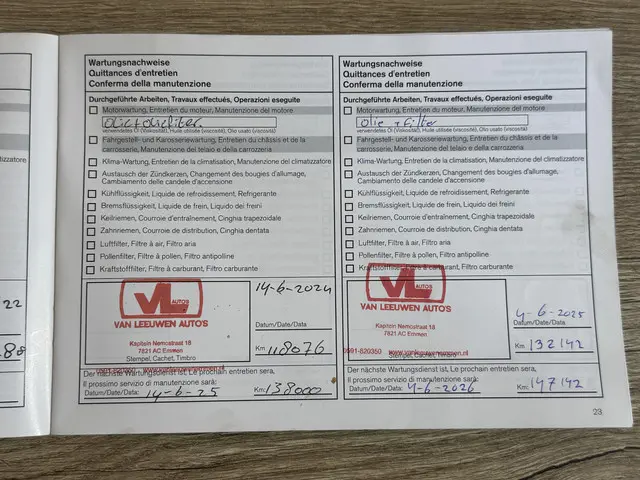 Wartungsnachweise
Quittances d'entretien
Conferma della manutenzione
Durchgeführte Arbeiten, Travaux effectués, Operazioni eseguite
Motorwartung, Entretien du moteur, Manutenzione del motore
verwendetes Öl (Viskosität), Huile utilisée (viscosité), Olio usato (viscosità)
Fahrgestell- und Karosseriewartung, Entretien du châssis et de la
carrosserie, Manutenzione del telaio e della carrozzeria
Klima-Wartung, Entretien de la climatisation, Manutenzione del climatizzatore
Austausch der Zündkerzen, Changement des bougies d'allumage,
Cambiamento delle candele d'accensione
Kühlflüssigkeit, Liquide de refroidissement, Refrigerante
Bremsflüssigkeit, Liquide de frein, Liquido dei freini
Keilriemen, Courroie d'entraînement, Cinghia trapezoidale
Zahnriemen, Courroie de distribution, Cinghia dentata
Luftfilter, Filtre à air, Filtro aria
Pollenfilter, Filtre à pollen, Filtro antipolline
Kraftstofffilter, Filtre à carburant, Filtro carburante
VL AUTO'S
VAN LEEUWEN AUTO'S
Kapitein Nemostraat 18
7821 AC Emmen
Stempel, Cachet, Timbro
14-6-2024
Datum/Date/Data
Km: 118076
Der nächste Wartungsdienst ist, Le prochain entretien sera,
Il prossimo servizio di manutenzione sarà:
Datum/Date/Data: 14-6-25 Km: 138000
Wartungsnachweise
Quittances d'entretien
Conferma della manutenzione
Durchgeführte Arbeiten, Travaux effectués, Operazioni eseguite
Motorwartung, Entretien du moteur, Manutenzione del motore
olie + filter
verwendetes Öl (Viskosität), Huile utilisée (viscosité), Olio usato (viscosità)
Fahrgestell- und Karosseriewartung, Entretien du châssis et de la
carrosserie, Manutenzione del telaio e della carrozzeria
Klima-Wartung, Entretien de la climatisation, Manutenzione del climatizzatore
Austausch der Zündkerzen, Changement des bougies d'allumage,
Cambiamento delle candele d'accensione
Kühlflüssigkeit, Liquide de refroidissement, Refrigerante
Bremsflüssigkeit, Liquide de frein, Liquido dei freini
Keilriemen, Courroie d'entraînement, Cinghia trapezoidale
Zahnriemen, Courroie de distribution, Cinghia dentata
Luftfilter, Filtre à air, Filtro aria
Pollenfilter, Filtre à pollen, Filtro antipolline
Kraftstofffilter, Filtre à carburant, Filtro carburante
VL AUTO'S
VAN LEEUWEN AUTO'S
Kapitein Nemostraat 18
7821 AC Emmen
0591-820350 www.vanleeuwenautosemmen.nl
Stempel, Cachet, Timbro
4-6-2025
Datum/Date/Data
Km: 132142
Der nächste Wartungsdienst ist, Le prochain entretien sera,
Il prossimo servizio di manutenzione sarà:
Datum/Date/Data: 4-6-2026 Km: 147142
23